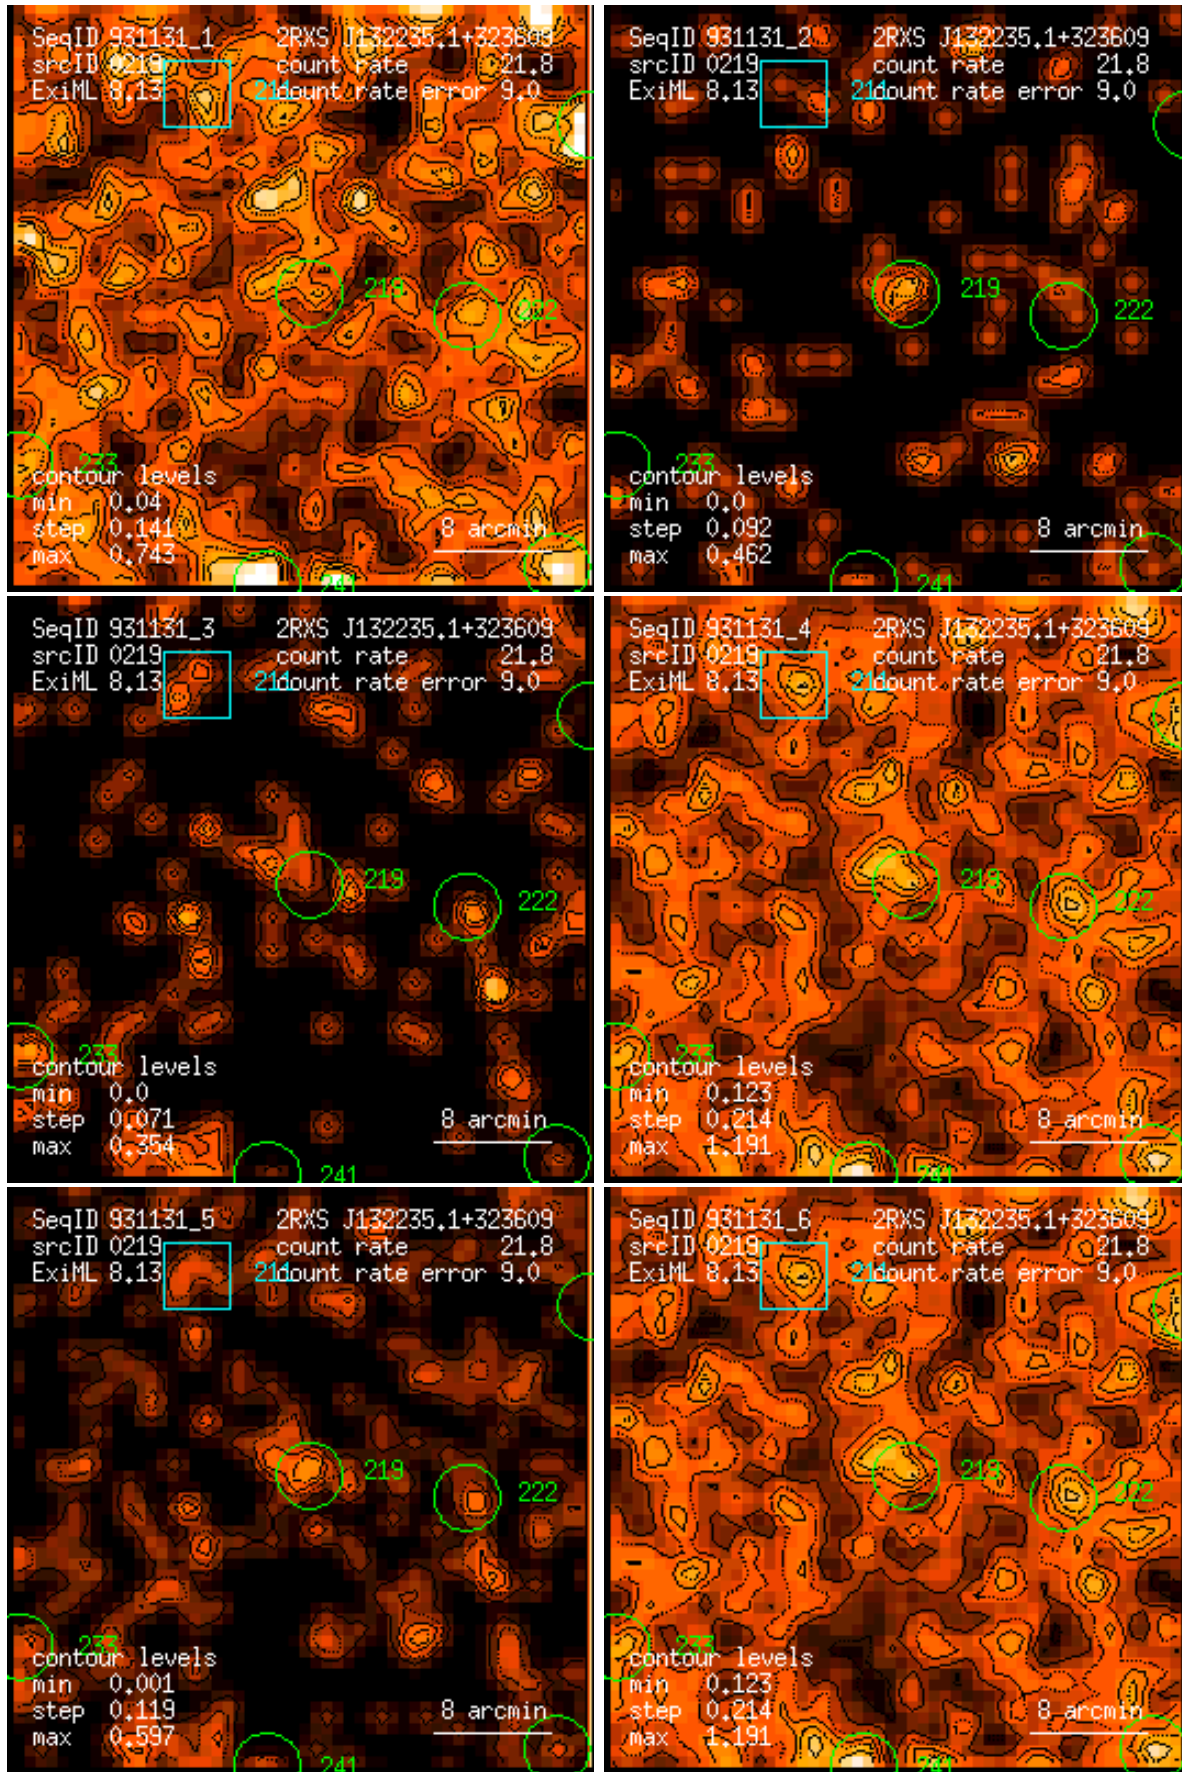 SeqID 931131_1 2RXS J132235.1+323609
srcID 0219 count rate 21.8
ExiML 8.13 211 count rate error 9.0
219
222
233
contour levels
min 0.04
step 0.141
max 0.743
8 arcmin
241
SeqID 931131_2 2RXS J132235.1+323609
srcID 0219 count rate 21.8
ExiML 8.13 211 count rate error 9.0
219
222
233
contour levels
min 0.0
step 0.092
max 0.462
8 arcmin
241
SeqID 931131_3 2RXS J132235.1+323609
srcID 0219 count rate 21.8
ExiML 8.13 211 count rate error 9.0
219
222
233
contour levels
min 0.0
step 0.071
max 0.354
8 arcmin
241
SeqID 931131_4 2RXS J132235.1+323609
srcID 0219 count rate 21.8
ExiML 8.13 211 count rate error 9.0
219
222
233
contour levels
min 0.123
step 0.214
max 1.191
8 arcmin
241
SeqID 931131_5 2RXS J132235.1+323609
srcID 0219 count rate 21.8
ExiML 8.13 211 count rate error 9.0
219
222
233
contour levels
min 0.001
step 0.119
max 0.597
8 arcmin
241
SeqID 931131_6 2RXS J132235.1+323609
srcID 0219 count rate 21.8
ExiML 8.13 211 count rate error 9.0
219
222
233
contour levels
min 0.123
step 0.214
max 1.191
8 arcmin
241